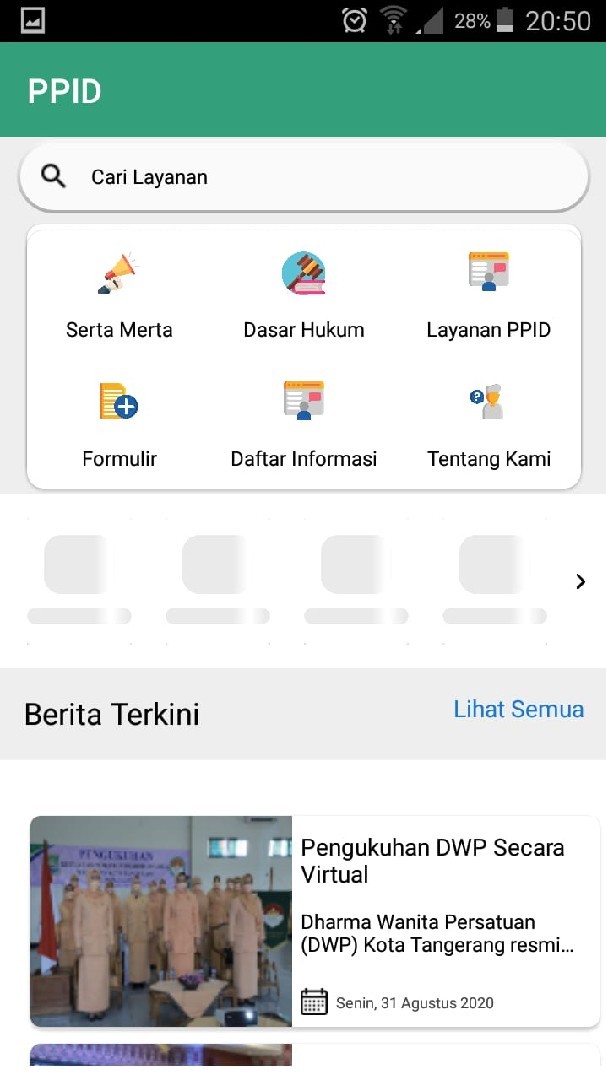 28% 20:50
PPID
Cari Layanan
Serta Merta Dasar Hukum Layanan PPID
Formulir Daftar Informasi Tentang Kami
Berita Terkini Lihat Semua
PENGUKUHAN
Pengukuhan DWP Secara
Virtual
Dharma Wanita Persatuan
(DWP) Kota Tangerang resmi...
Senin, 31 Agustus 2020